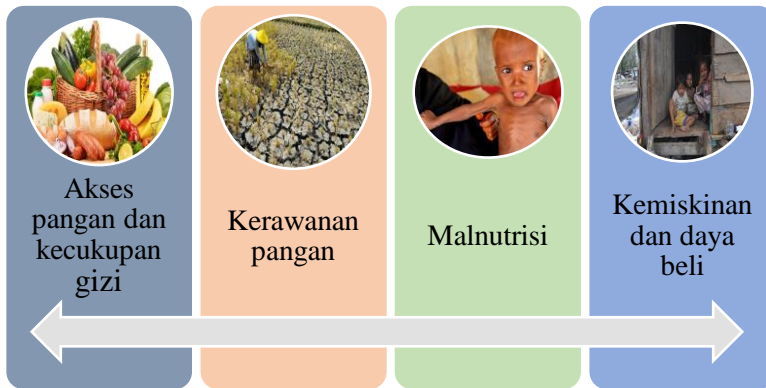 Akses
pangan dan
kecukupan
gizi
Kerawanan
pangan
Malnutrisi
Kemiskinan
dan daya
beli